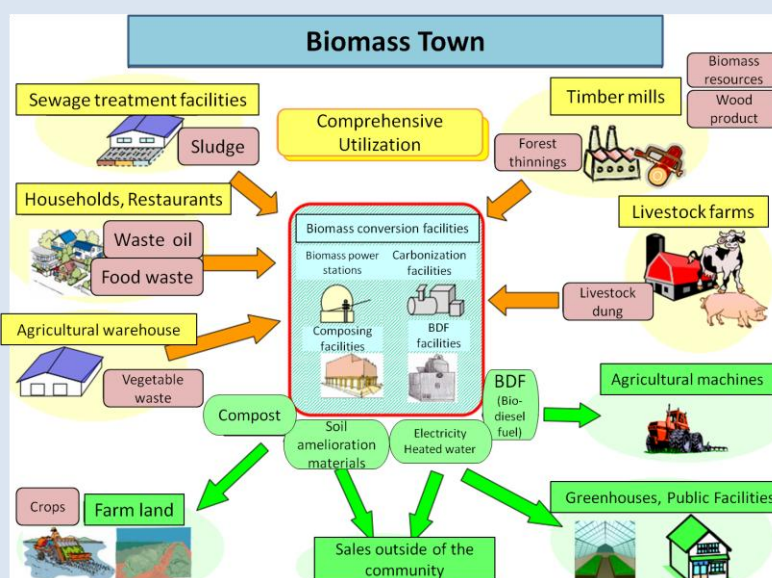 Biomass Town
Sewage treatment facilities
Sludge
Comprehensive
Utilization
Timber mills
Biomass
resources
Wood
product
Forest
thinnings
Households, Restaurants
Waste oil
Food waste
Biomass conversion facilities
Biomass power
stations
Carbonization
facilities
Composing
facilities
BDF
facilities
Livestock farms
Livestock
dung
Agricultural warehouse
Vegetable
waste
Compost
Soil
amelioration
materials
Electricity
Heated water
BDF
(Bio-
diesel
fuel)
Agricultural machines
Crops
Farm land
Sales outside of the
community
Greenhouses, Public Facilities